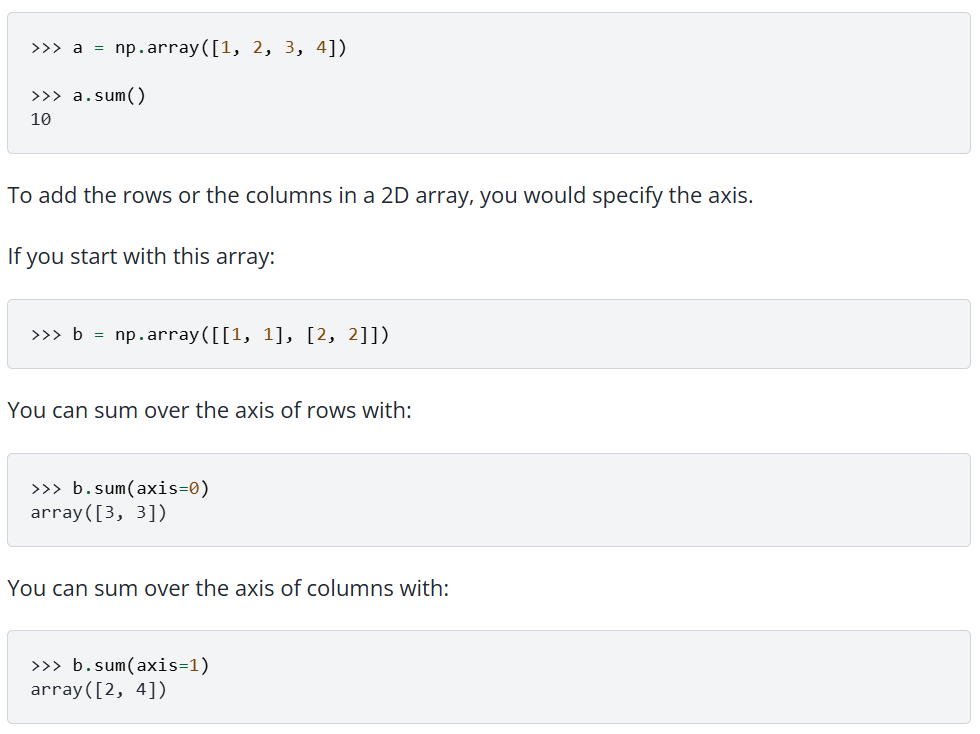 >>> a = np.array([1, 2, 3, 4])
>>> a.sum()
10
To add the rows or the columns in a 2D array, you would specify the axis.
If you start with this array:
>>> b = np.array([[1, 1], [2, 2]])
You can sum over the axis of rows with:
>>> b.sum(axis=0)
array([3, 3])
You can sum over the axis of columns with:
>>> b.sum(axis=1)
array([2, 4])